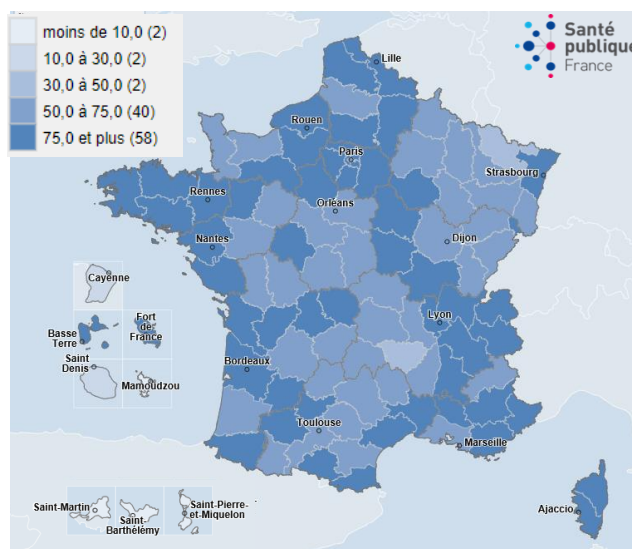 moins de 10,0 (2)
10,0 à 30,0 (2)
30,0 à 50,0 (2)
50,0 à 75,0 (40)
75,0 et plus (58)
Santé
publique
France
Lille
Rouen
Paris
Strasbourg
Rennes
Orléans
Nantes
Dijon
Cayenne
Lyon
Basse
Terre
Fort
de
France
Saint
Denis
Mamoudzou
Bordeaux
Toulouse
Marseille
Saint-Martin
Saint-
Barthélémy
Saint-Pierre
et-Miquelon
Ajaccio